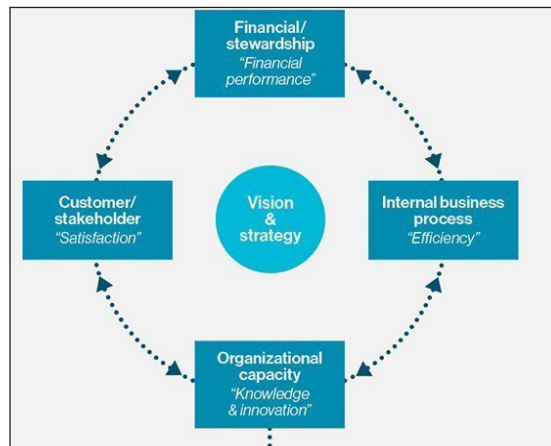 Financial/
stewardship
“Financial
performance”
Customer/
stakeholder
“Satisfaction”
Vision
&
strategy
Internal business
process
“Efficiency”
Organizational
capacity
“Knowledge
& innovation”